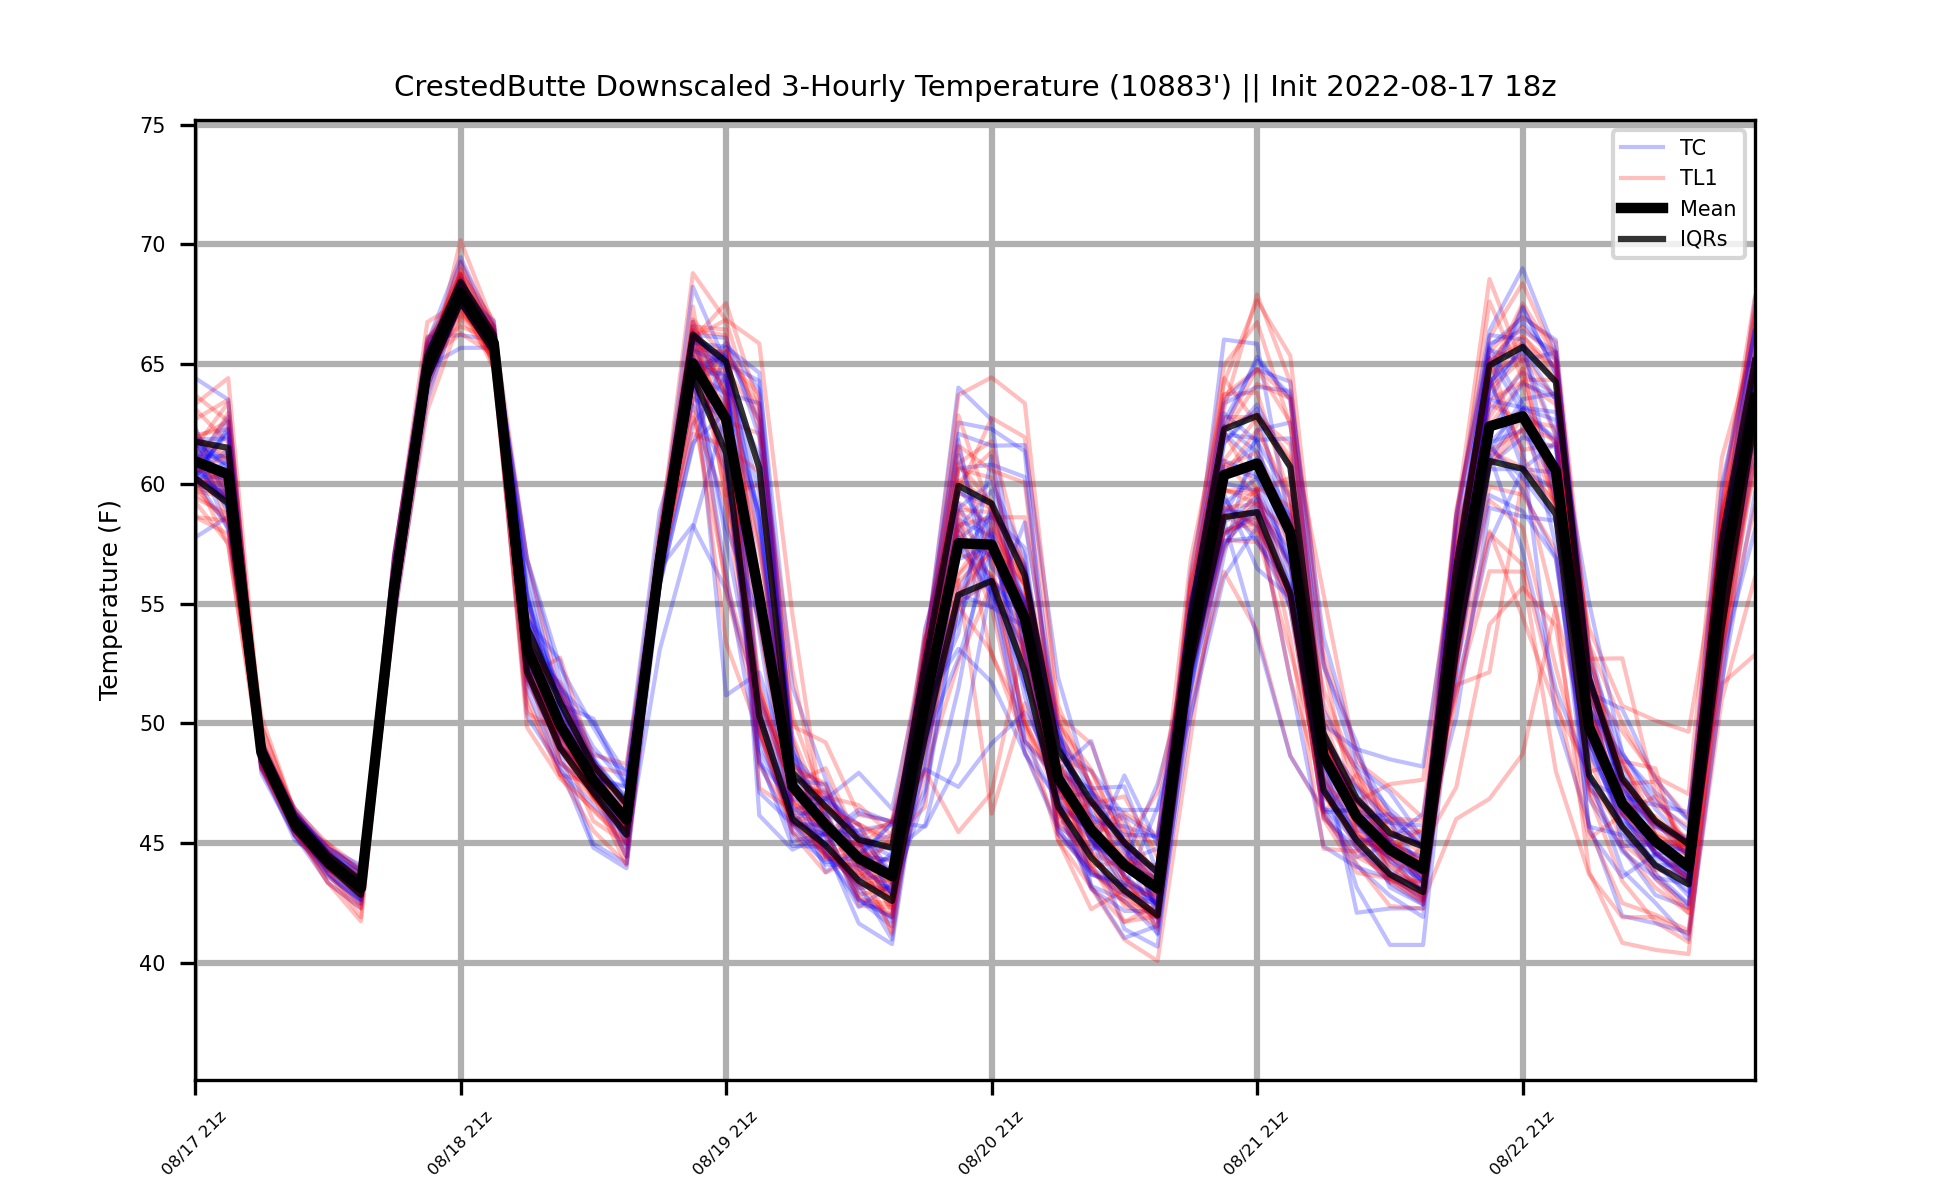 CrestedButte Downscaled 3-Hourly Temperature (10883') || Init 2022-08-17 18z
TC
TL1
Mean
IQRs
Temperature (F)
75
70
65
60
55
50
45
40
08/17 21z
08/18 21z
08/19 21z
08/20 21z
08/21 21z
08/22 21z